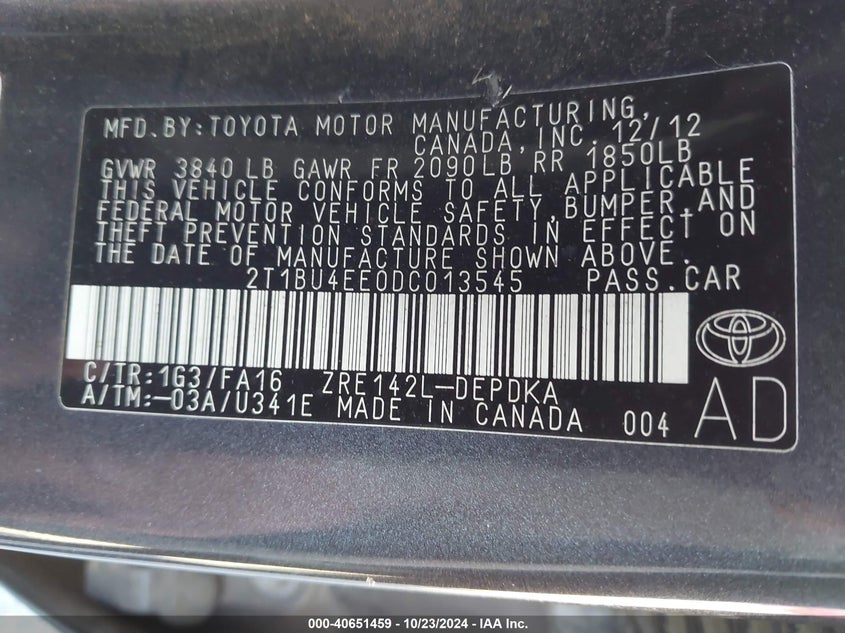 MFD.BY:TOYOTA MOTOR MANUFACTURING,
CANADA,INC. 12/12
GVWR 3840 LB GAWR FR 2090LB RR 1850LB
THIS VEHICLE CONFORMS TO ALL APPLICABLE
FEDERAL MOTOR VEHICLE SAFETY,BUMPER,AND
THEFT PREVENTION STANDARDS IN EFFECT ON
THE DATE OF MANUFACTURE SHOWN ABOVE.
2T1BU4EE0DC013545 PASS.CAR
C/TR:1G3/FA16 ZRE142L-DEPDKA
A/TM:-03A/U341E MADE IN CANADA 004
AD
000-40651459 - 10/23/2024 - IAA Inc.